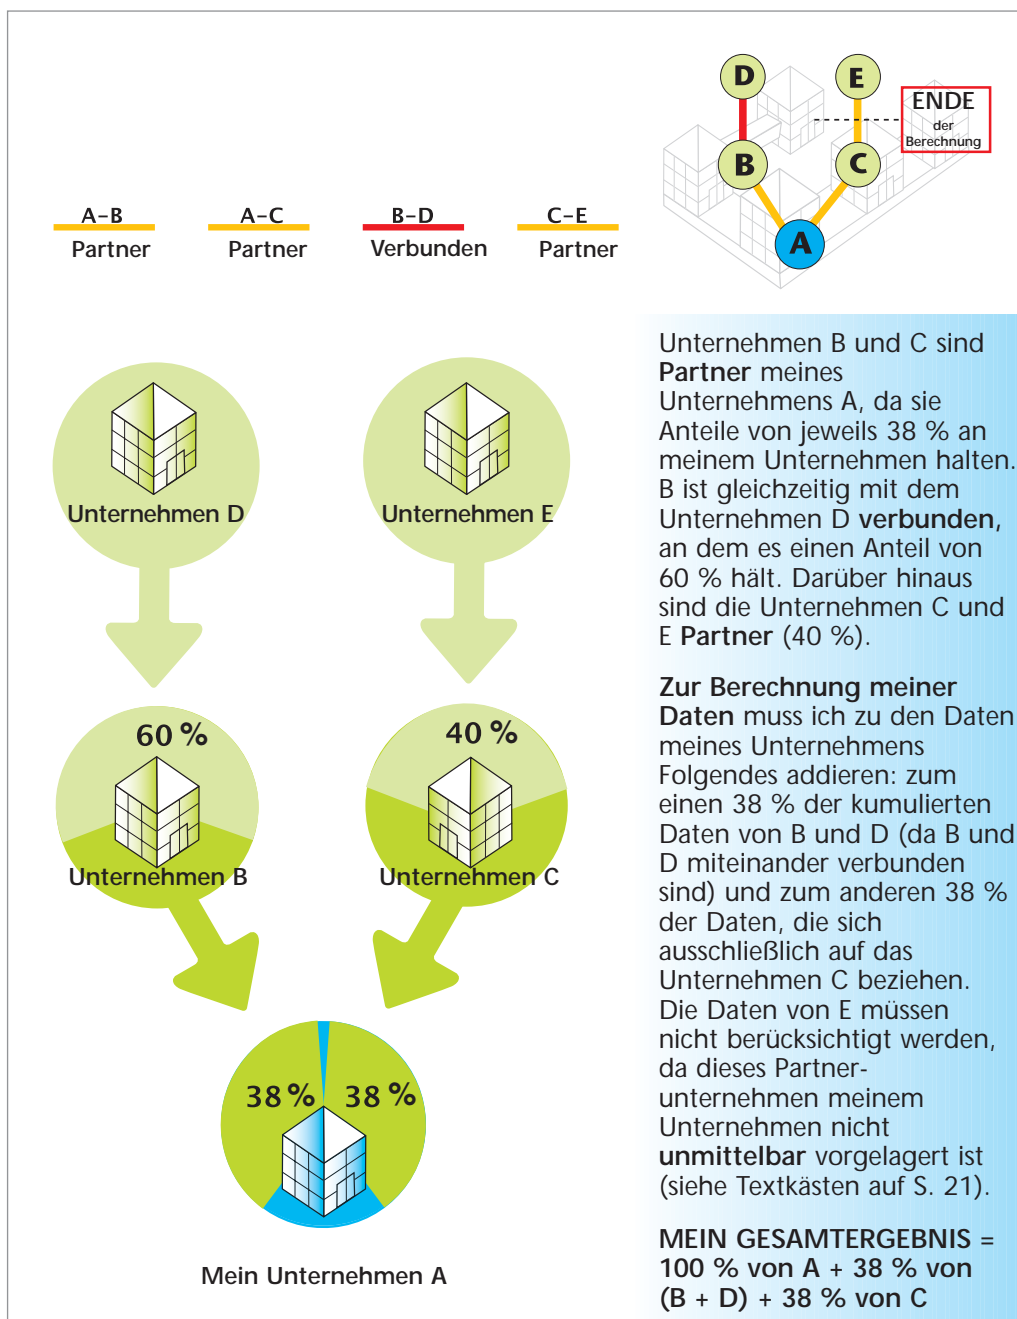 D
E
ENDE
der
Berechnung
B
C
A
A–B
Partner
A–C
Partner
B–D
Verbunden
C–E
Partner
Unternehmen D
Unternehmen E
60 %
40 %
Unternehmen B
Unternehmen C
38 %
38 %
Mein Unternehmen A
Unternehmen B und C sind
Partner meines
Unternehmens A, da sie
Anteile von jeweils 38 % an
meinem Unternehmen halten.
B ist gleichzeitig mit dem
Unternehmen D verbunden,
an dem es einen Anteil von
60 % hält. Darüber hinaus
sind die Unternehmen C und
E Partner (40 %).
Zur Berechnung meiner
Daten muss ich zu den Daten
meines Unternehmens
Folgendes addieren: zum
einen 38 % der kumulierten
Daten von B und D (da B und
D miteinander verbunden
sind) und zum anderen 38 %
der Daten, die sich
ausschließlich auf das
Unternehmen C beziehen.
Die Daten von E müssen
nicht berücksichtigt werden,
da dieses Partner-
unternehmen meinem
Unternehmen nicht
unmittelbar vorgelagert ist
(siehe Textkästen auf S. 21).
MEIN GESAMTERGEBNIS =
100 % von A + 38 % von
(B + D) + 38 % von C